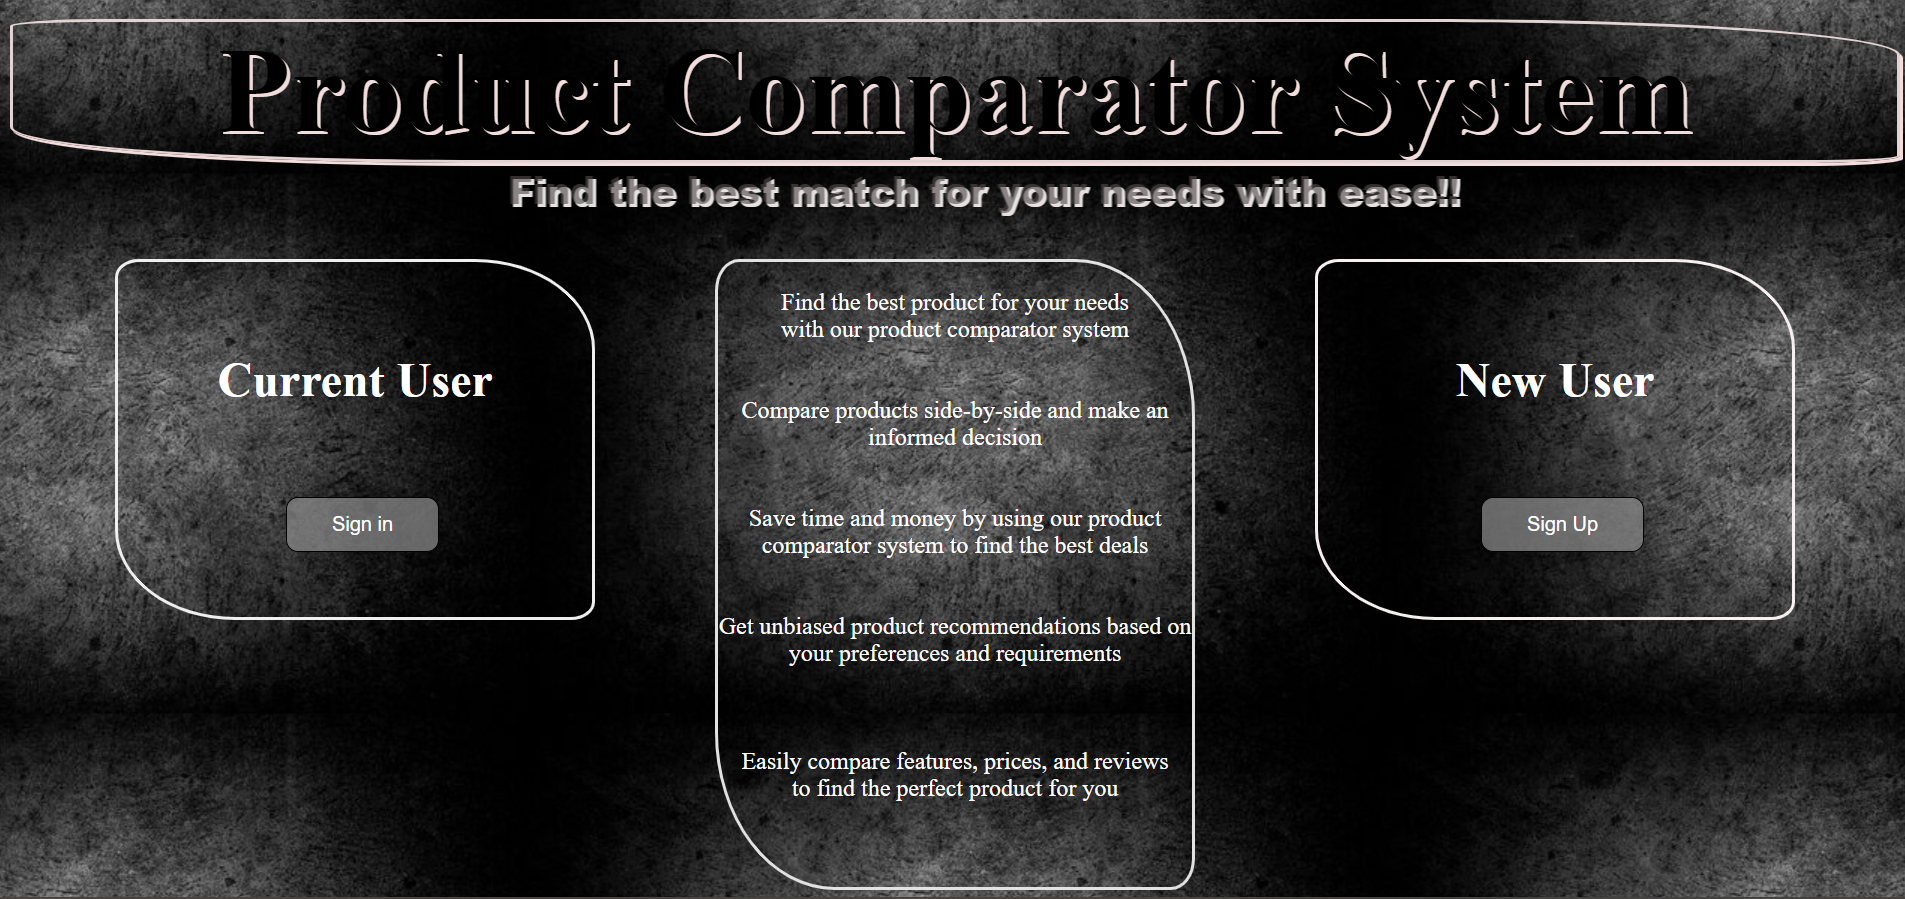 Product Comparator System
Find the best match for your needs with ease!!
Current User
Sign in
Find the best product for your needs
with our product comparator system
Compare products side-by-side and make an
informed decision
Save time and money by using our product
comparator system to find the best deals
Get unbiased product recommendations based on
your preferences and requirements
Easily compare features, prices, and reviews
to find the perfect product for you
New User
Sign Up